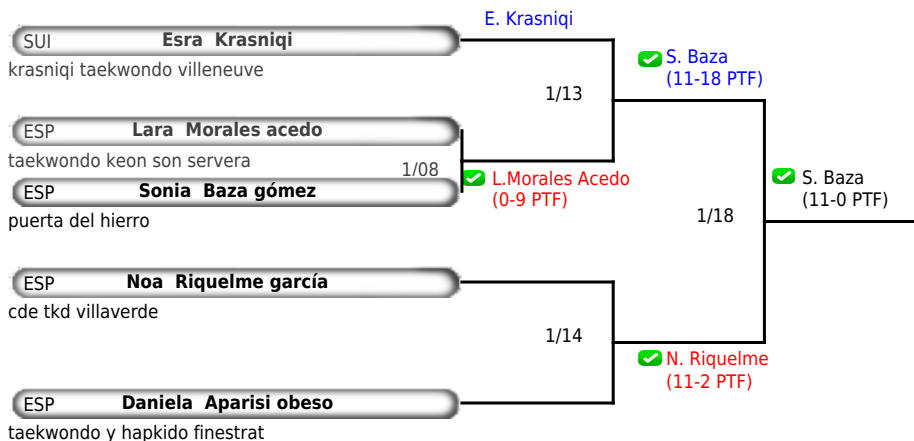 E. Krasniqi
SUI Esra Krasniqi
krasniqi taekwondo villeneuve
S. Baza
(11-18 PTF)
1/13
ESP Lara Morales acedo
taekwondo keon son servera
1/08
L.Morales Acedo
(0-9 PTF)
S. Baza
(11-0 PTF)
ESP Sonia Baza gómez
puerta del hierro
1/18
ESP Noa Riquelme garcía
cde tkd villaverde
1/14
N. Riquelme
(11-2 PTF)
ESP Daniela Aparisi obeso
taekwondo y hapkido finestrat